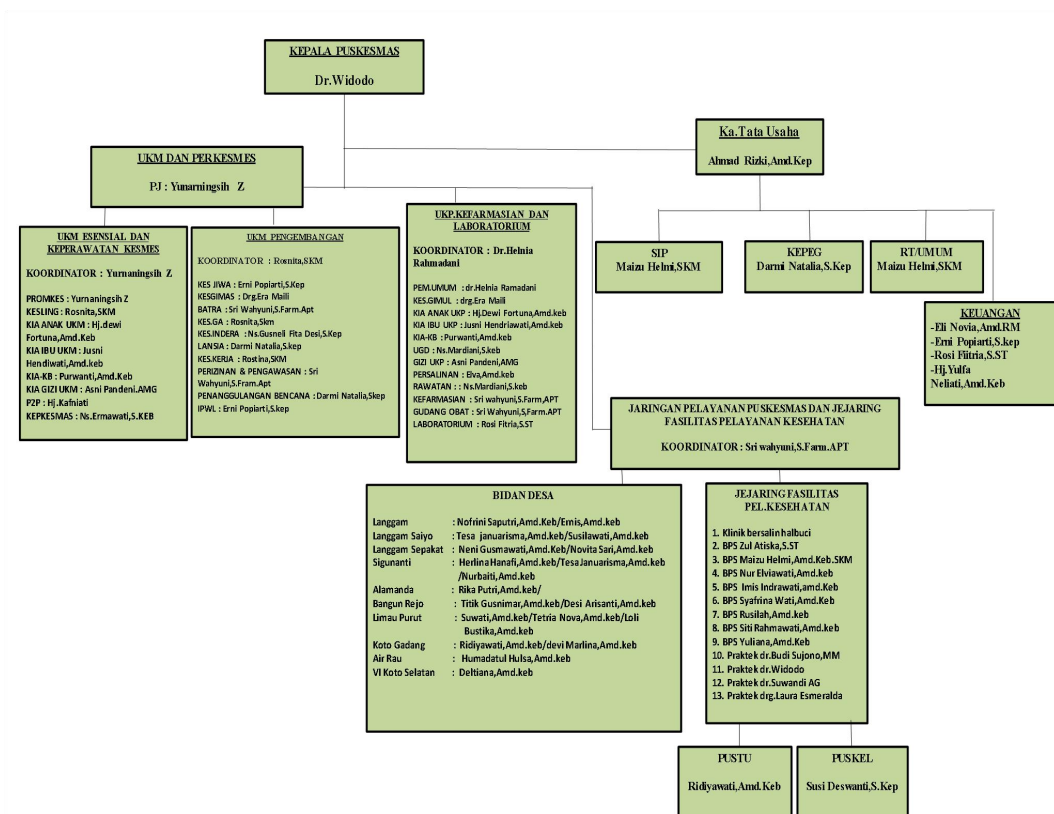 KEPALA PUSKESMAS
Dr.Widodo
Ka.Tata Usaha
Ahmad Rizki,Amd.Kep
UKM DAN PERKESMES
PJ : Yunarningsih Z
UKM ESENSIAL DAN
KEPERAWATAN KESMES
KOORDINATOR : Yurnaningsih Z
PROMKES : Yurnaningsih Z
KESLING : Rosnita,SKM
KIA ANAK UKM : Hj.dewi
Fortuna,Amd.Keb
KIA IBU UKM : Jusni
Hendiwati,Amd.keb
KIA-KB : Purwanti,Amd.Keb
KIA GIZI UKM : Asni Pandeni.AMG
P2P : Hj.Kafniati
KEPKESMAS : Ns.Ermawati,S.KEB
UKM PENGEMBANGAN
KOORDINATOR : Rosnita,SKM
KES JIWA : Erni Popiarti,S.Kep
KESGIMAS : Drg.Era Maili
BATRA : Sri Wahyuni,S.Farm.Apt
KES.GA : Rosnita,Skm
KES.INDERA :Ns.Gusneli Fita Desi,S.Kep
LANSIA : Darmi Natalia,S.kep
KES.KERJA : Rostina,SKM
PERIZINAN & PENGAWASAN : Sri
Wahyuni,S.Fram.Apt
PENANGGULANGAN BENCANA :Darmi Natalia,Skep
IPWL : Erni Popiarti,S.kep
UKP.KEFARMASIAN DAN
LABORATORIUM
KOORDINATOR : Dr.Helnia
Rahmadani
PEM.UMUM : dr.Helnia Ramadani
KES.GIMUL : drg.Era Maili
KIA ANAK UKP : Hj.Dewi Fortuna,Amd.keb
KIA IBU UKP : Jusni Hendriawati,Amd.keb
KIA-KB : Purwanti,Amd.keb
UGD : Ns.Mardiani,S.keb
GIZI UKP : Asni Pandeni,AMG
PERSALINAN : Elva,Amd.keb
RAWATAN : : Ns.Mardiani,S.keb
KEFARMASIAN : Sri wahyuni,S,Farm,APT
GUDANG OBAT : Sri Wahyuni,S,Farm.APT
LABORATORIUM : Rosi Fitria,S.ST
SIP
Maizu Helmi,SKM
KEPEG
Darmi Natalia,S.Kep
RT/UMUM
Maizu Helmi,SKM
KEUANGAN
-Eli Novia,Amd.RM
-Erni Popiarti,S.kep
-Rosi Fiitria,S.ST
-Hj.Yulfa
Neliati,Amd.Keb
JARINGAN PELAYANAN PUSKESMAS DAN JEJARING
FASILITAS PELAYANAN KESEHATAN
KOORDINATOR : Sri wahyuni,S.Farm.APT
BIDAN DESA
Langgam : Nofrini Saputri,Amd.Keb/Ernis,Amd.keb
Langgam Saiyo : Tesa januarisma,Amd.keb/Susilawati,Amd.keb
Langgam Sepakat : Neni Gusmawati,Amd.Keb/Novita Sari,Amd.keb
Sigunanti : Herlina Hanafi,Amd.keb/Tesa Januarisma,Amd.keb
/Nurbaiti,Amd.keb
Alamanda : Rika Putri,Amd.keb/
Bangun Rejo : Titik Gusnimar,Amd.keb/Desi Arisanti,Amd.keb
Limau Purut : Suwati,Amd.keb/Tetria Nova,Amd.keb/Loli
Bustika,Amd.keb
Koto Gadang : Ridiyawati,Amd.keb/devi Marlina,Amd.keb
Air Rau : Humadatul Hulsa,Amd.keb
VI Koto Selatan : Deltiana,Amd.keb
JEJARING FASILITAS
PEL.KESEHATAN
1. Klinik bersalin halbuci
2. BPS Zul Atiska,S.ST
3. BPS Maizu Helmi,Amd.Keb.SKM
4. BPS Nur Elviawati,Amd.keb
5. BPS Imis Indrawati,amd.Keb
6. BPS Syafrina Wati,Amd.Keb
7. BPS Rusilah,Amd.keb
8. BPS Siti Rahmawati,Amd.keb
9. BPS Yuliana,Amd.Keb
10. Praktek dr.Budi Sujono,MM
11. Praktek dr.Widodo
12. Praktek dr.Suwandi AG
13. Praktek drg.Laura Esmeralda
PUSTU
Ridiyawati,Amd.Keb
PUSKEL
Susi Deswanti,S.Kep